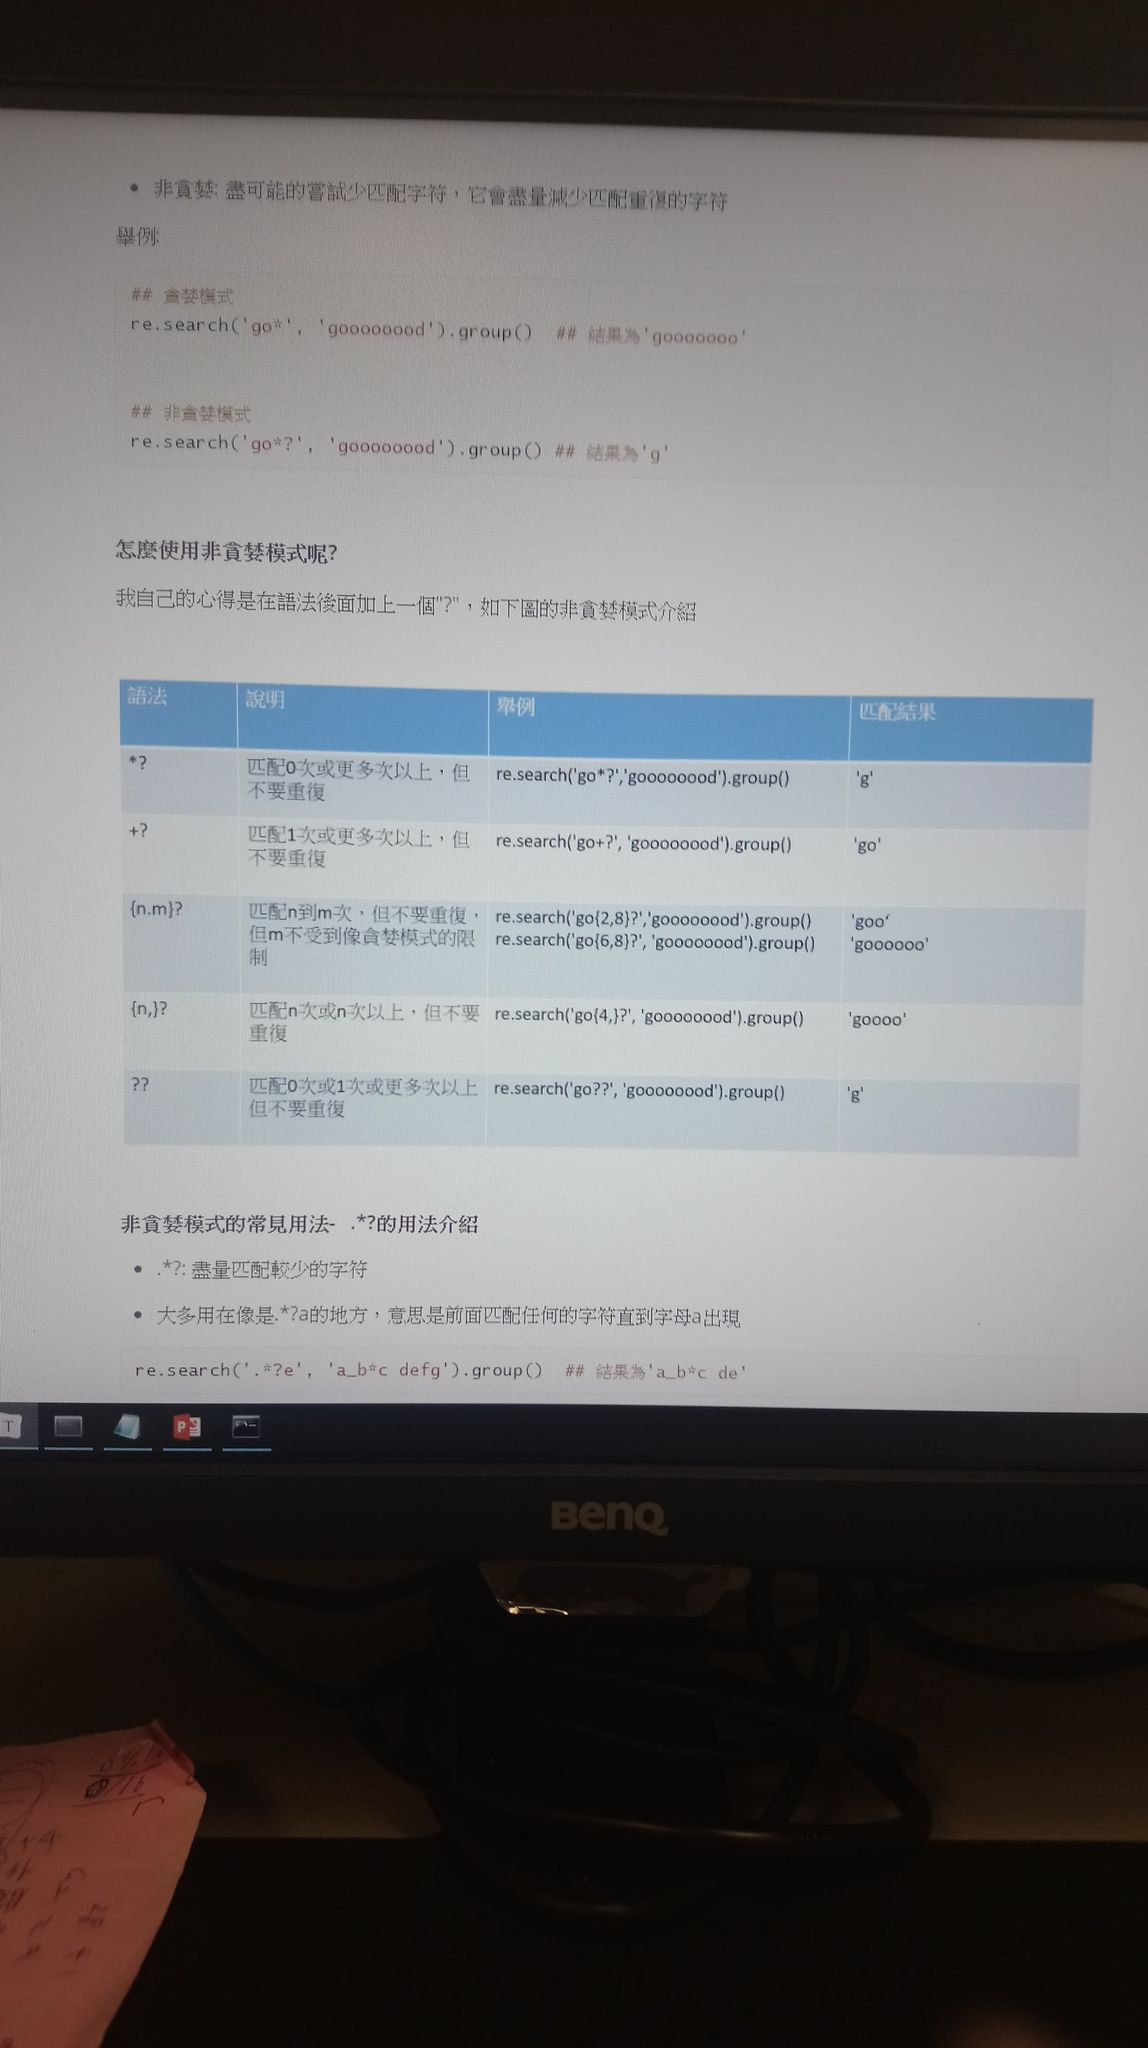 • 非貪婪: 盡可能的嘗試少匹配字符，它會盡量減少匹配重復的字符
舉例:
## 貪婪模式
re.search('go*', 'goooooood').group()  ## 結果為'gooooooo'
## 非貪婪模式
re.search('go*?', 'goooooood').group() ## 結果為'g'
怎麼使用非貪婪模式呢?
我自己的心得是在語法後面加上一個"?"，如下圖的非貪婪模式介紹
語法 說明 舉例 匹配結果
*? 匹配0次或更多次以上，但 re.search('go*?','goooooood').group() 'g'
不要重復
+? 匹配1次或更多次以上，但 re.search('go+?', 'goooooood').group() 'go'
不要重復
{n.m}? 匹配n到m次，但不要重復， re.search('go{2,8}?','goooooood').group() 'goo‘
但m不受到像貪婪模式的限 re.search('go{6,8}?', 'goooooood').group() 'goooooo'
制
{n,}? 匹配n次或n次以上，但不要 re.search('go{4,}?', 'goooooood').group() 'goooo'
重復
?? 匹配0次或1次或更多次以上 re.search('go??', 'goooooood').group() 'g'
但不要重復
非貪婪模式的常見用法- .*?的用法介紹
• .*?: 盡量匹配較少的字符
• 大多用在像是.*?a的地方，意思是前面匹配任何的字符直到字母a出現
re.search('.*?e', 'a_b*c defg').group()  ## 結果為'a_b*c de'
T
P
BenQ